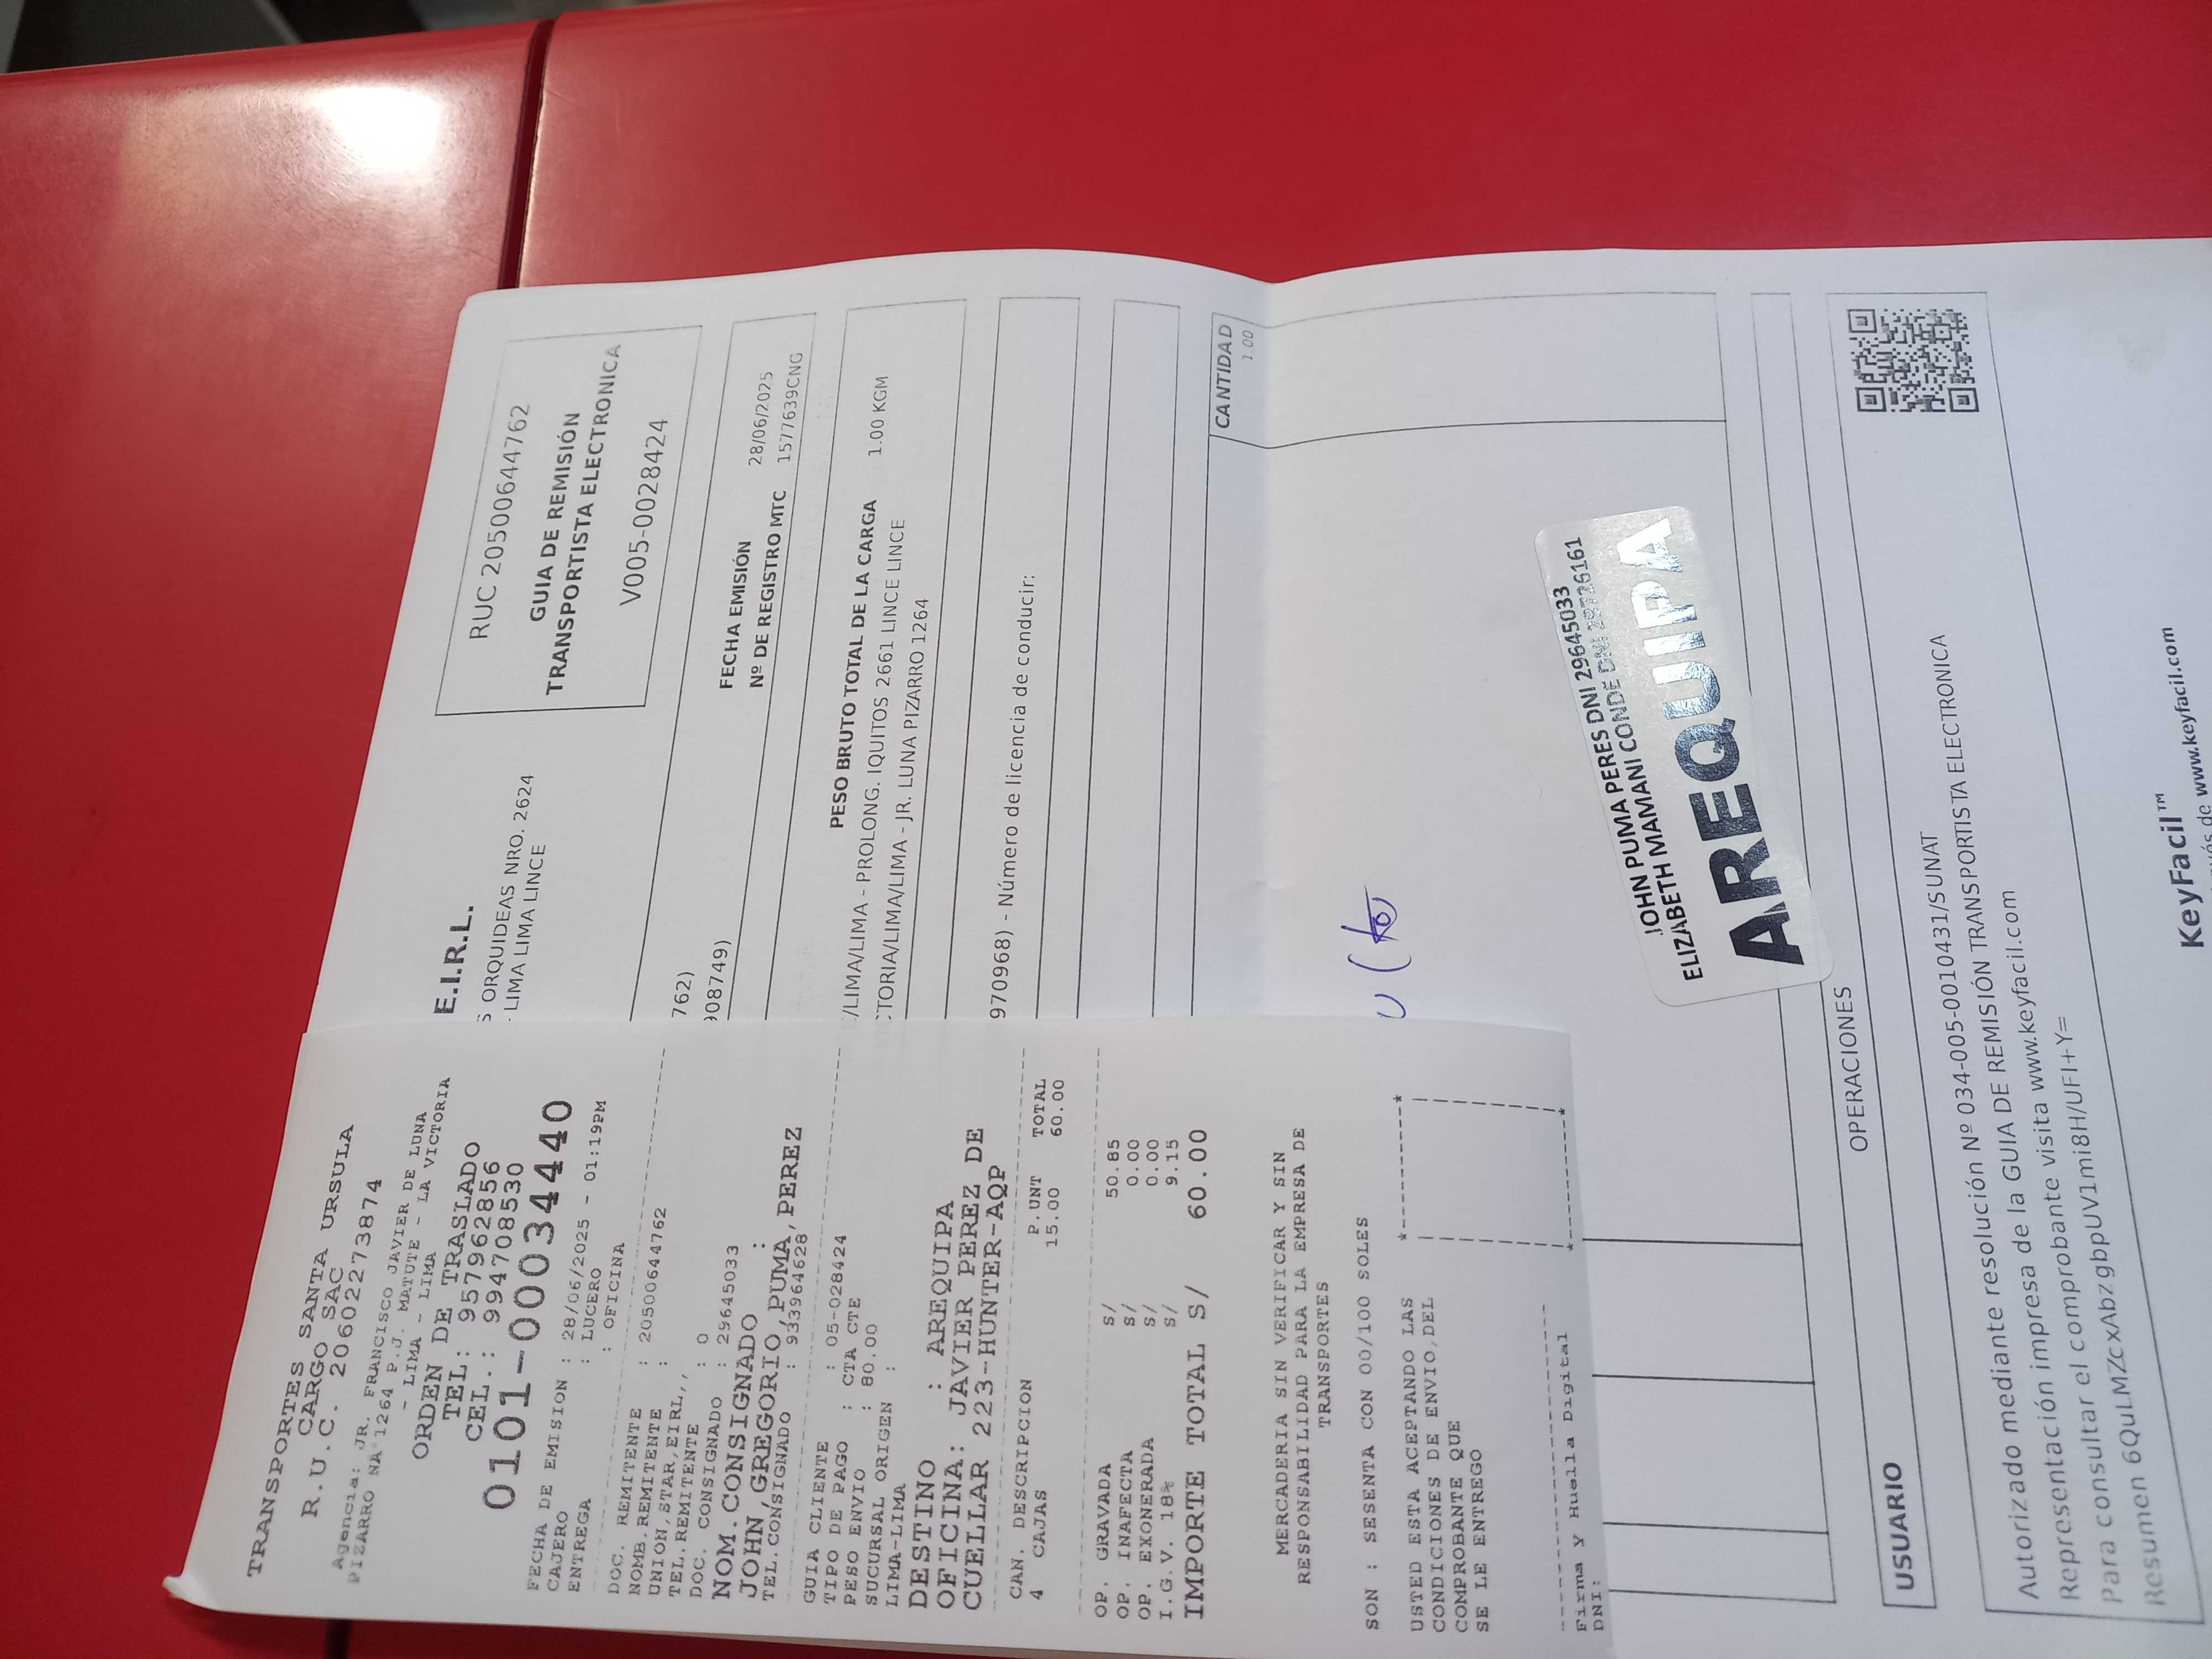 TRANSPORTES SANTA URSULA
CARGO SAC
R.U.C. 20602273874
Agencia: JR. FRANCISCO JAVIER DE LUNA
PIZARRO NA°1264 P.J. MATUTE - LA VICTORIA
- LIMA - LIMA
ORDEN DE TRASLADO
TEL: 957962856
CEL.: 994708530
0101-00034440
FECHA DE EMISION : 28/06/2025 - 01:19PM
CAJERO : LUCERO
ENTREGA : OFICINA
DOC. REMITENTE : 20500644762
NOMB.REMITENTE :
UNION,STAR,EIRL,,
TEL.REMITENTE : 0
DOC. CONSIGNADO : 29645033
NOM.CONSIGNADO :
JOHN,GREGORIO,PUMA,PEREZ
TEL.CONSIGNADO : 933964628
GUIA CLIENTE : 05-028424
TIPO DE PAGO : CTA CTE
PESO ENVIO : 80.00
SUCURSAL ORIGEN :
LIMA-LIMA
DESTINO : AREQUIPA
OFICINA: JAVIER PEREZ DE
CUELLAR 223-HUNTER-AQP
CAN. DESCRIPCION P.UNT TOTAL
4 CAJAS 15.00 60.00
OP. GRAVADA S/ 50.85
OP. INAFECTA S/ 0.00
OP. EXONERADA S/ 0.00
I.G.V. 18% S/ 9.15
IMPORTE TOTAL S/ 60.00
MERCADERIA SIN VERIFICAR Y SIN
RESPONSABILIDAD PARA LA EMPRESA DE
TRANSPORTES
SON : SESENTA CON 00/100 SOLES
USTED ESTA ACEPTANDO LAS
CONDICIONES DE ENVIO,DEL
COMPROBANTE QUE
SE LE ENTREGO
Firma y Huella Digital
DNI:
E.I.R.L.
S ORQUIDEAS NRO. 2624
- LIMA LIMA LINCE
RUC 20500644762
GUIA DE REMISIÓN
TRANSPORTISTA ELECTRONICA
V005-0028424
762)
908749)
FECHA EMISIÓN 28/06/2025
Nº DE REGISTRO MTC 1577639CNG
PESO BRUTO TOTAL DE LA CARGA 1.00 KGM
/LIMA/LIMA - PROLONG. IQUITOS 2661 LINCE LINCE
CTORIA/LIMA/LIMA - JR. LUNA PIZARRO 1264
970968) - Número de licencia de conducir:
CANTIDAD
1.00
JOHN PUMA PERES DNI 29645033
ELIZABETH MAMANI CONDE DNI 29726161
AREQUIPA
OPERACIONES
USUARIO
Autorizado mediante resolución Nº 034-005-0010431/SUNAT
Representación impresa de la GUIA DE REMISIÓN TRANSPORTISTA ELECTRONICA
Para consultar el comprobante visita www.keyfacil.com
Resumen 6QuLMZcxAbzgbpUV1mi8H/UFI+Y=
KeyFacil™
de www.keyfacil.com